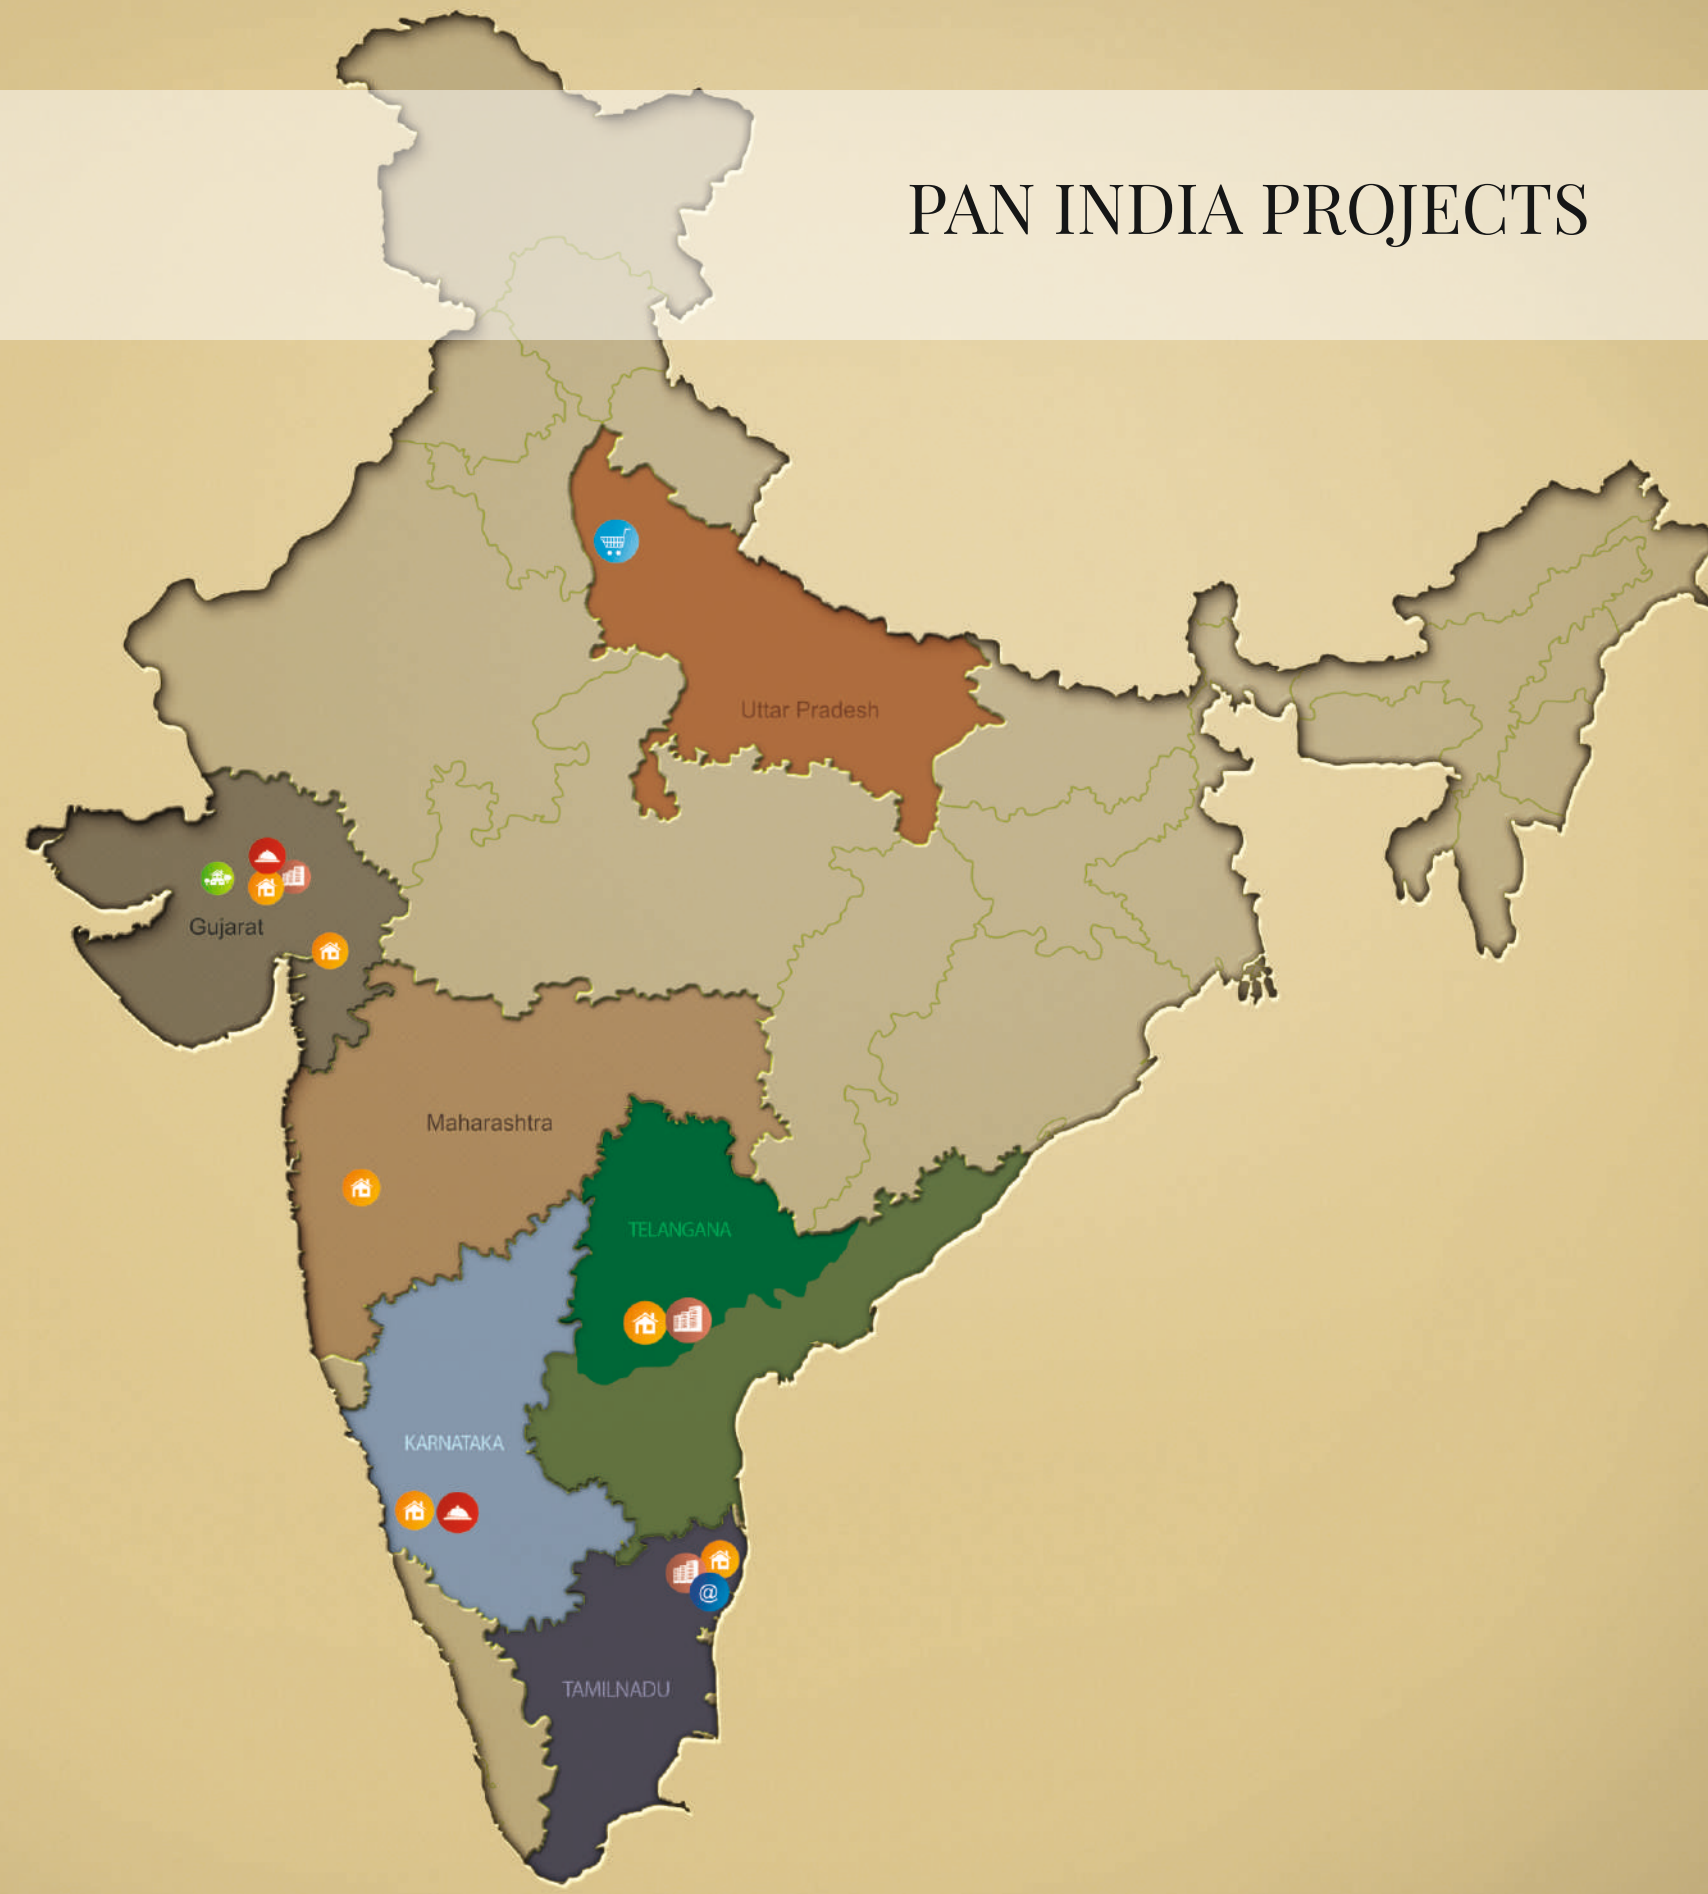 PAN INDIA PROJECTS
Uttar Pradesh
Gujarat
Maharashtra
TELANGANA
KARNATAKA
@
TAMILNADU